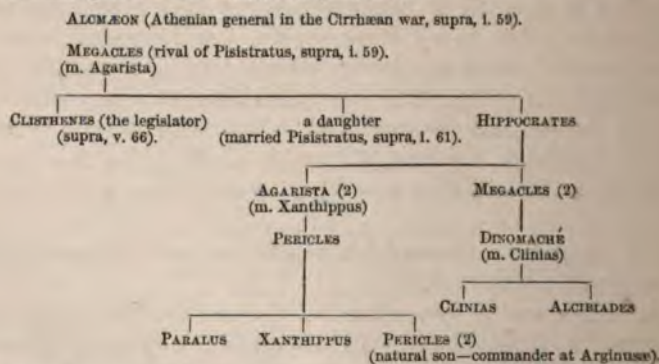 ALCMÆON (Athenian general in the Cirrhæan war, supra, i. 59).
MEGACLES (rival of Pisistratus, supra, i. 59).
(m. Agarista)
CLISTHENES (the legislator) a daughter HIPPOCRATES
(supra, v. 66). (married Pisistratus, supra, i. 61).
AGARISTA (2) MEGACLES (2)
(m. Xanthippus)
PERICLES DINOMACHÉ
(m. Clinias)
CLINIAS ALCIBIADES
PARALUS XANTHIPPUS PERICLES (2)
(natural son—commander at Arginusæ)